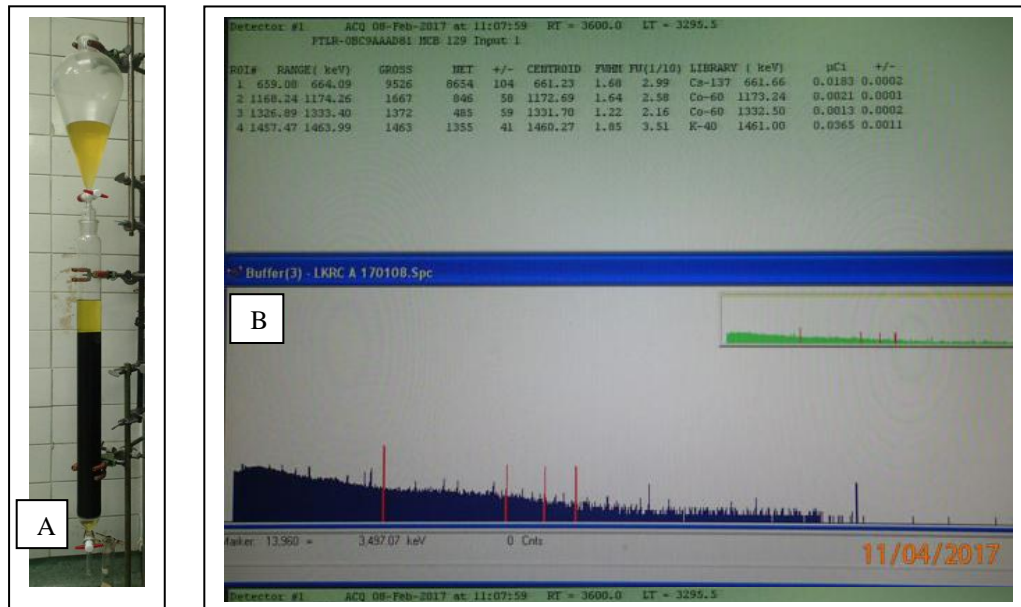 A
Detector #1 ACQ 08-Feb-2017 at 11:07:59 RT = 3600.0 LT = 3295.5
MCB 129 Input 1
ROI# RANGE( keV) GROSS NET +/- CENTROID FWHM FW(1/10) LIBRARY ( keV) µCi +/-
1 659.08 664.09 9526 8654 104 661.23 1.68 2.99 Cs-137 661.66 0.0183 0.0002
2 1168.24 1174.26 1667 846 58 1172.69 1.64 2.58 Co-60 1173.24 0.0021 0.0001
3 1326.89 1333.40 1372 485 59 1331.70 1.22 2.16 Co-60 1332.50 0.0013 0.0002
4 1457.47 1463.99 1463 1355 41 1460.27 1.85 3.51 K-40 1461.00 0.0365 0.0011
Buffer(3) - LKRC A 170108.Spc
B
Marker: 13,960 = 3,497.07 keV 0 Cnts
11/04/2017
Detector #1 ACQ 08-Feb-2017 at 11:07:59 RT = 3600.0 LT = 3295.5